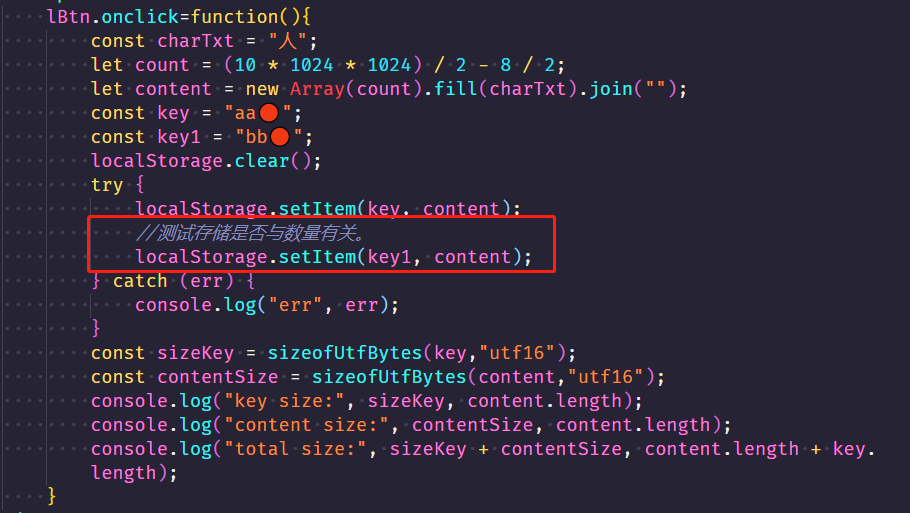 lBtn.onclick=function(){
const charTxt = "人";
let count = (10 * 1024 * 1024) / 2 - 8 / 2;
let content = new Array(count).fill(charTxt).join("");
const key = "aa🔴";
const key1 = "bb🔴";
localStorage.clear();
try {
localStorage.setItem(key, content);
//测试存储是否与数量有关。
localStorage.setItem(key1, content);
} catch (err) {
console.log("err", err);
}
const sizeKey = sizeofUtfBytes(key,"utf16");
const contentSize = sizeofUtfBytes(content,"utf16");
console.log("key size:", sizeKey, content.length);
console.log("content size:", contentSize, content.length);
console.log("total size:", sizeKey + contentSize, content.length + key.
length);
}